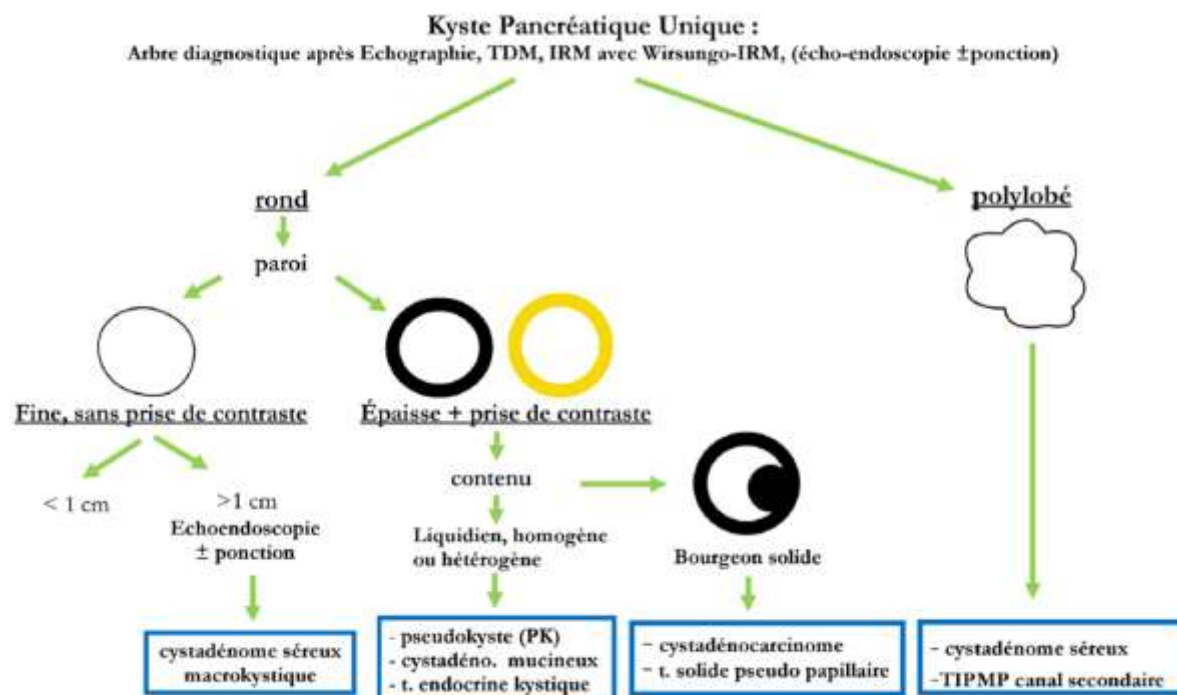 Kyste Pancréatique Unique :
Arbre diagnostique après Echographie, TDM, IRM avec Wirsungo-IRM, (écho-endoscopie ±ponction)
rond
polylobé
paroi
Fine, sans prise de contraste
Épaisse + prise de contraste
< 1 cm
>1 cm
Echoendoscopie
± ponction
contenu
Liquidien, homogène
ou hétérogène
Bourgeon solide
cystadénome séreux
macrokystique
- pseudokyste (PK)
- cystadéno. mucineux
- t. endocrine kystique
- cystadénocarcinome
- t. solide pseudo papillaire
- cystadénome séreux
-TIPMP canal secondaire